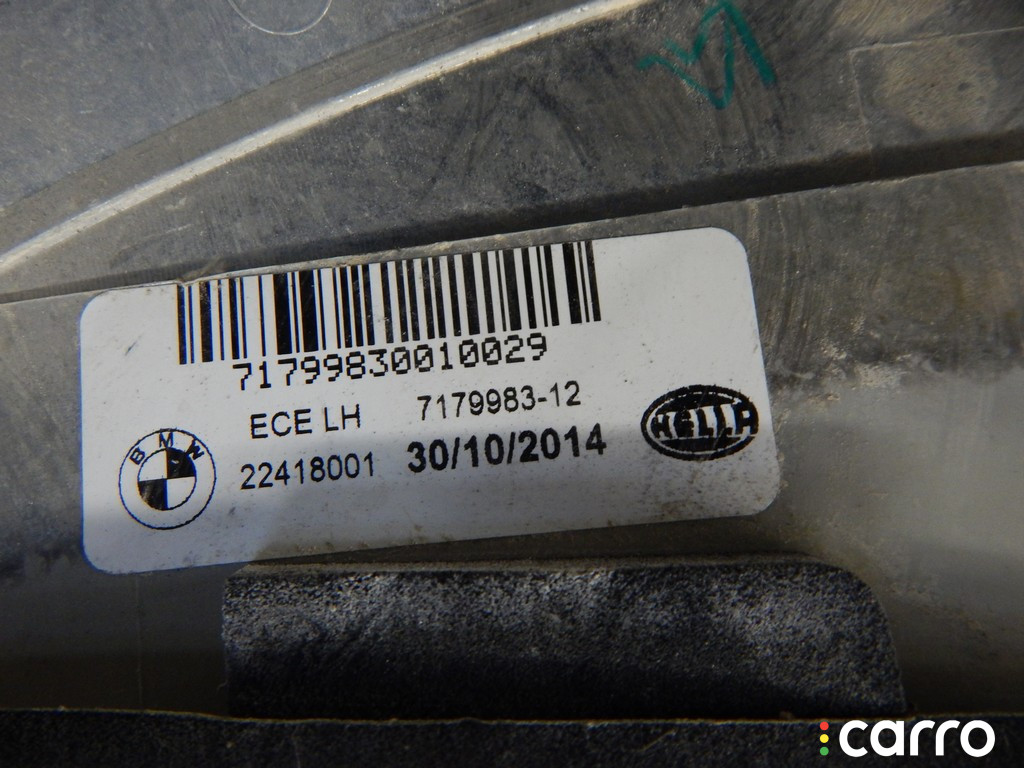 71799830010029
ECE LH 7179983-12
BMW
22418001 30/10/2014
HELLA
carro